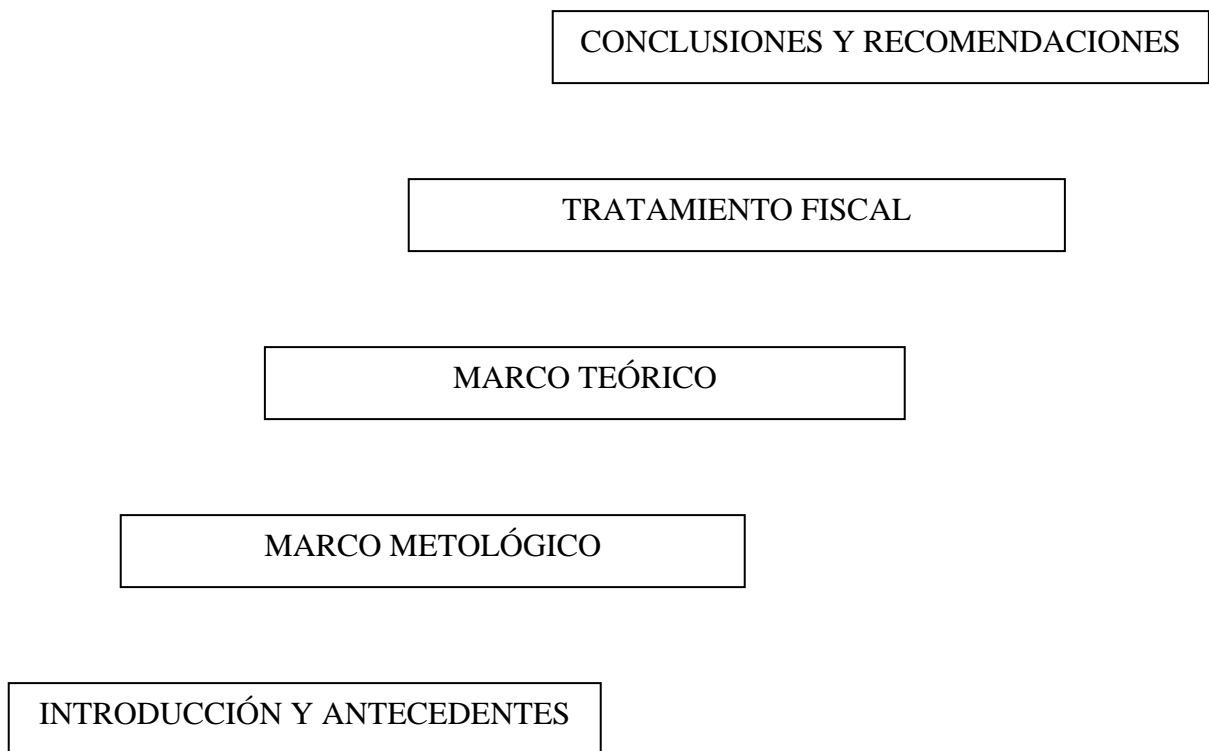 CONCLUSIONES Y RECOMENDACIONES
TRATAMIENTO FISCAL
MARCO TEÓRICO
MARCO METOLÓGICO
INTRODUCCIÓN Y ANTECEDENTES